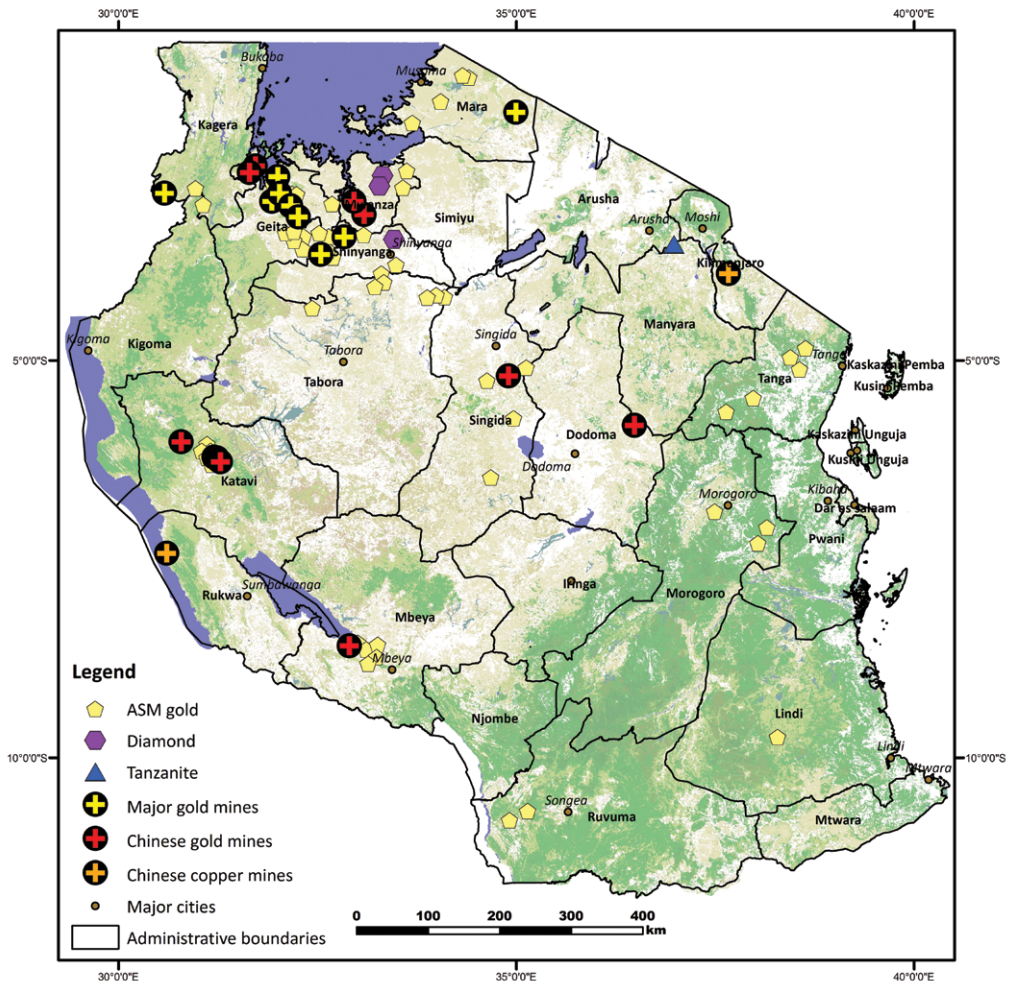 30°0'0"E
35°0'0"E
40°0'0"E
Bukoba
Musoma
Mara
Kagera
Mwanza
Simiyu
Arusha
Arusha
Moshi
Geita
Shinyanga
Shinyanga
Kilimanjaro
Kigoma
Kigoma
Manyara
Singida
Tabora
Tabora
5°0'0"S
5°0'0"S
Tanga
Tanga
Kaskazini Pemba
Kusini Pemba
Singida
Dodoma
Dodoma
Kaskazini Unguja
Kusini Unguja
Katavi
Morogoro
Kibaha
Dar es salaam
Pwani
Rukwa
Sumbawanga
Iringa
Morogoro
Mbeya
Mbeya
Njombe
Lindi
Lindi
Mtwara
10°0'0"S
10°0'0"S
Songea
Ruvuma
Mtwara
Legend
ASM gold
Diamond
Tanzanite
Major gold mines
Chinese gold mines
Chinese copper mines
Major cities
Administrative boundaries
0 100 200 300 400
km
30°0'0"E
35°0'0"E
40°0'0"E